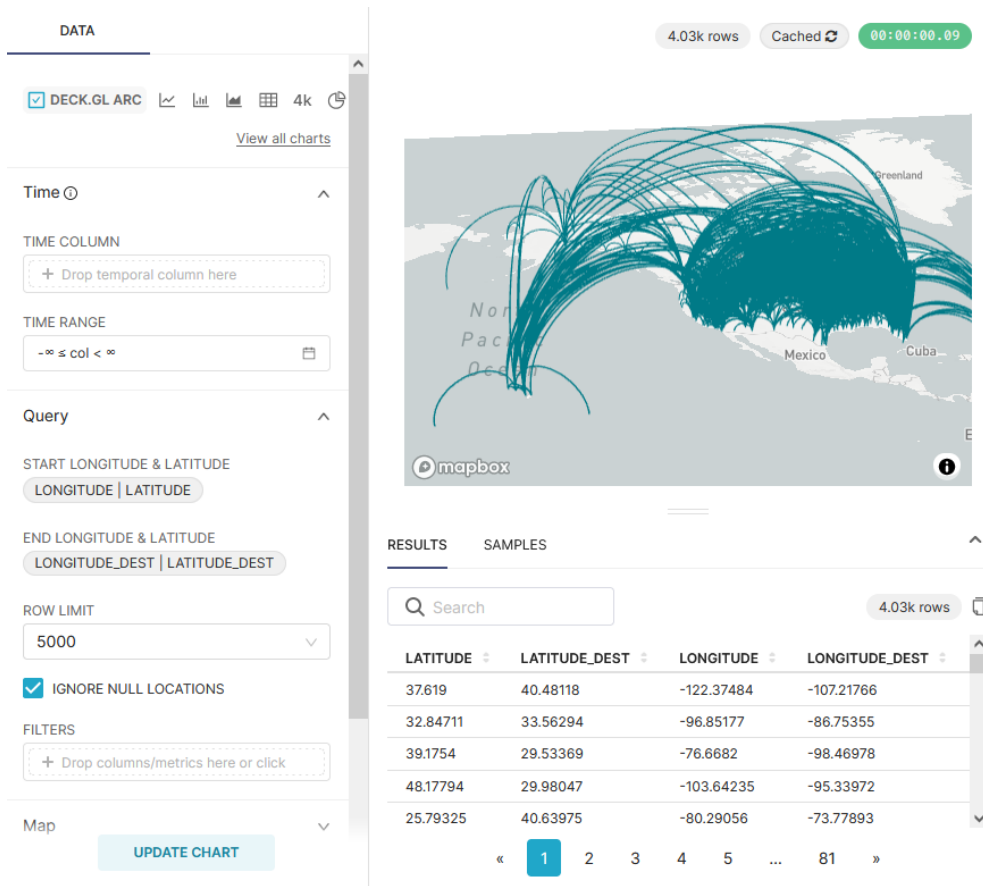 DATA
DECK.GL ARC
4k
View all charts
Time
TIME COLUMN
+ Drop temporal column here
TIME RANGE
-∞ ≤ col < ∞
Query
START LONGITUDE & LATITUDE
LONGITUDE | LATITUDE
END LONGITUDE & LATITUDE
LONGITUDE_DEST | LATITUDE_DEST
ROW LIMIT
5000
IGNORE NULL LOCATIONS
FILTERS
+ Drop columns/metrics here or click
Map
UPDATE CHART
4.03k rows Cached 00:00:00.09
Greenland
Mexico
Cuba
mapbox
RESULTS SAMPLES
Search
4.03k rows
LATITUDE LATITUDE_DEST LONGITUDE LONGITUDE_DEST
37.619 40.48118 -122.37484 -107.21766
32.84711 33.56294 -96.85177 -86.75355
39.1754 29.53369 -76.6682 -98.46978
48.17794 29.98047 -103.64235 -95.33972
25.79325 40.63975 -80.29056 -73.77893
« 1 2 3 4 5 ... 81 »